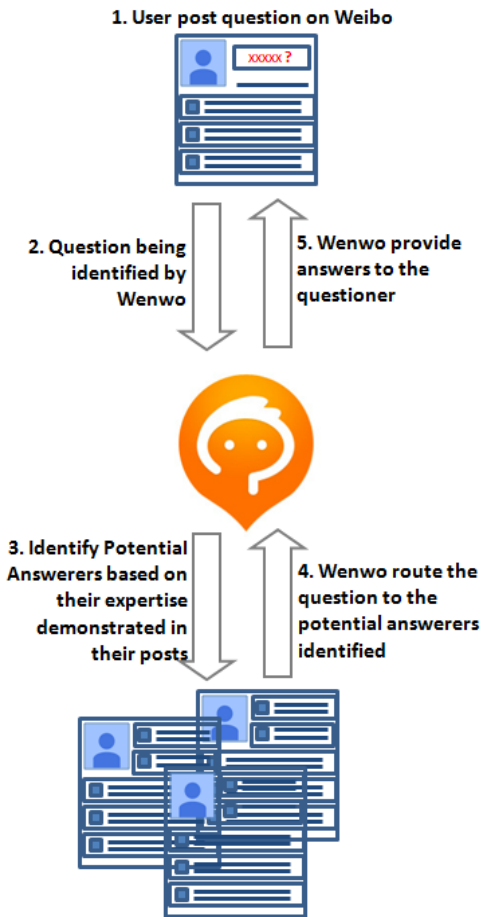 1. User post question on Weibo
xxxxx ?
2. Question being
identified by
Wenwo
5. Wenwo provide
answers to the
questioner
3. Identify Potential
Answerers based on
their expertise
demonstrated in
their posts
4. Wenwo route the
question to the
potential answerers
identified